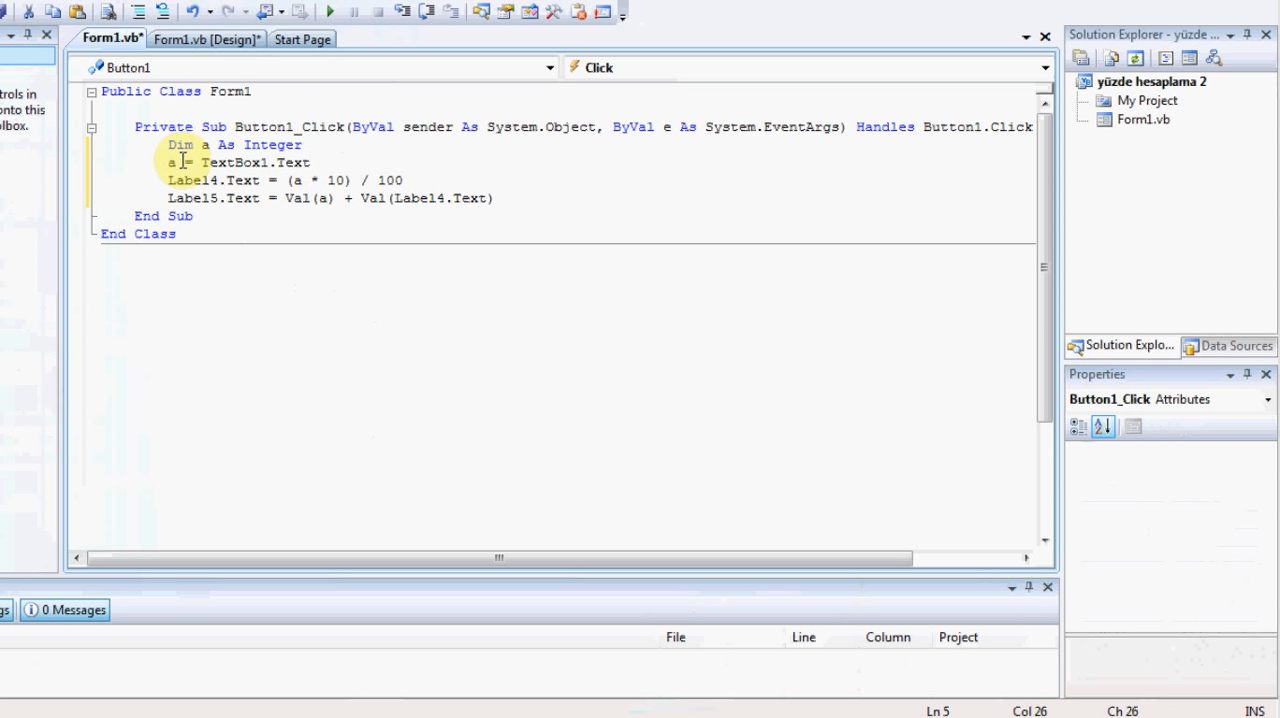 Form1.vb*
Form1.vb [Design]*
Start Page
Button1
Click
Public Class Form1
Private Sub Button1_Click(ByVal sender As System.Object, ByVal e As System.EventArgs) Handles Button1.Click
Dim a As Integer
a = TextBox1.Text
Label4.Text = (a * 10) / 100
Label5.Text = Val(a) + Val(Label4.Text)
End Sub
End Class
trols in
onto this
lbox.
Solution Explorer - yüzde ...
yüzde hesaplama 2
My Project
Form1.vb
Solution Explo...
Data Sources
Properties
Button1_Click Attributes
gs
0 Messages
File
Line
Column
Project
Ln 5
Col 26
Ch 26
INS